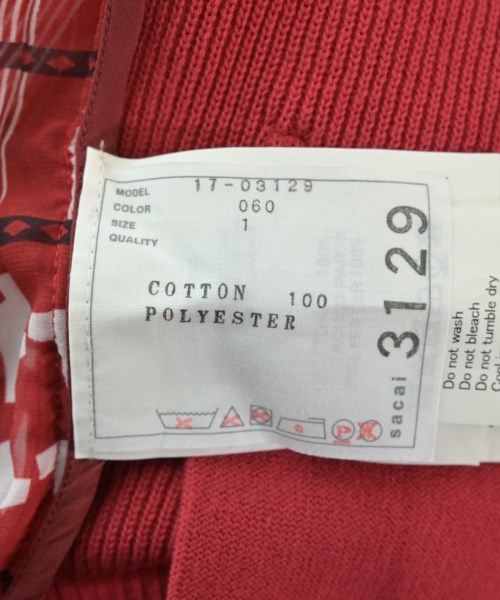 MODEL 17-03129
COLOR 060
SIZE 1
QUALITY
COTTON 100
POLYESTER
P
sacai 3129
Do not wash
Do not bleach
Do not tumble dry